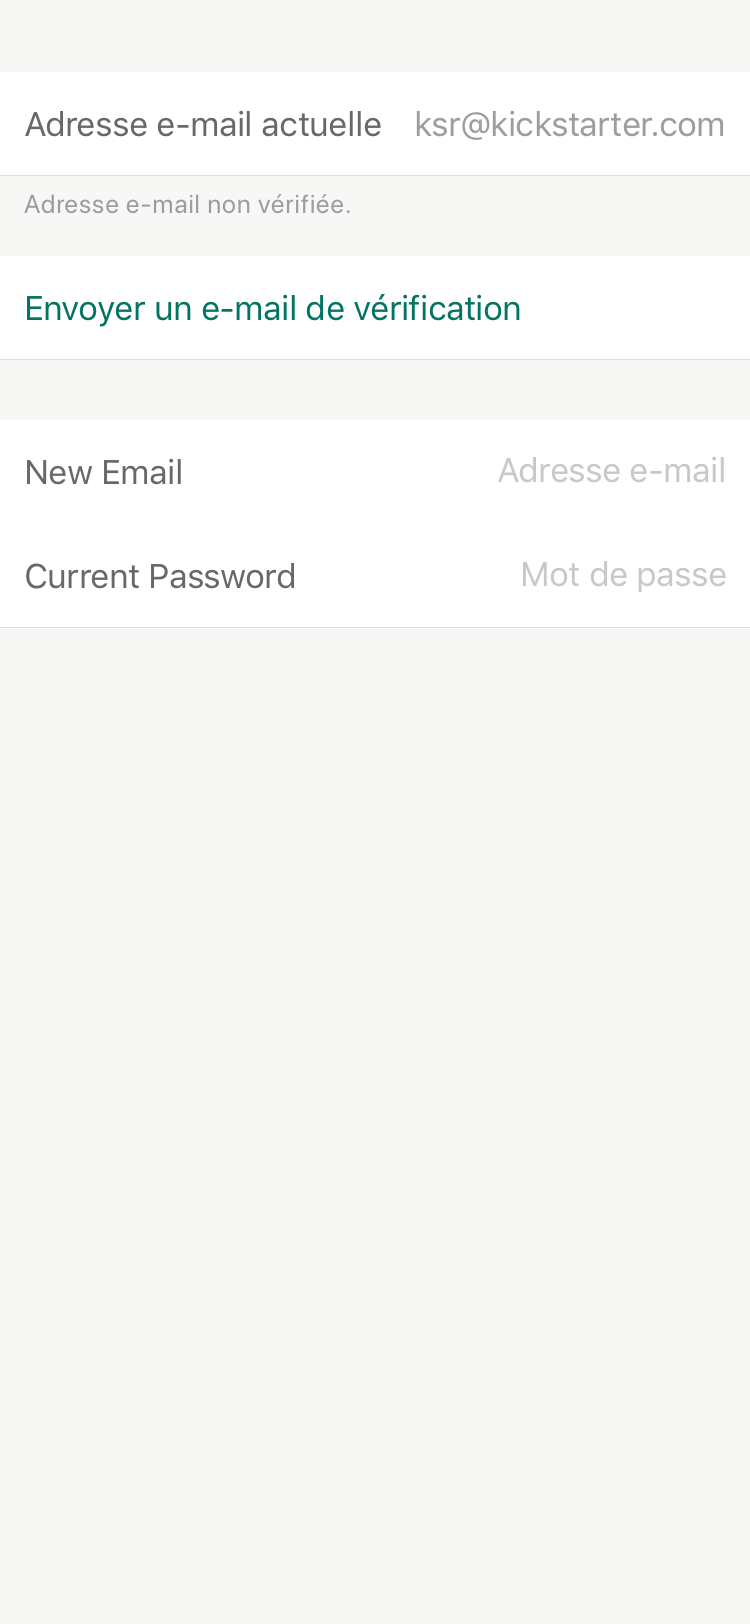 Adresse e-mail actuelle ksr@kickstarter.com
Adresse e-mail non vérifiée.
Envoyer un e-mail de vérification
New Email Adresse e-mail
Current Password Mot de passe